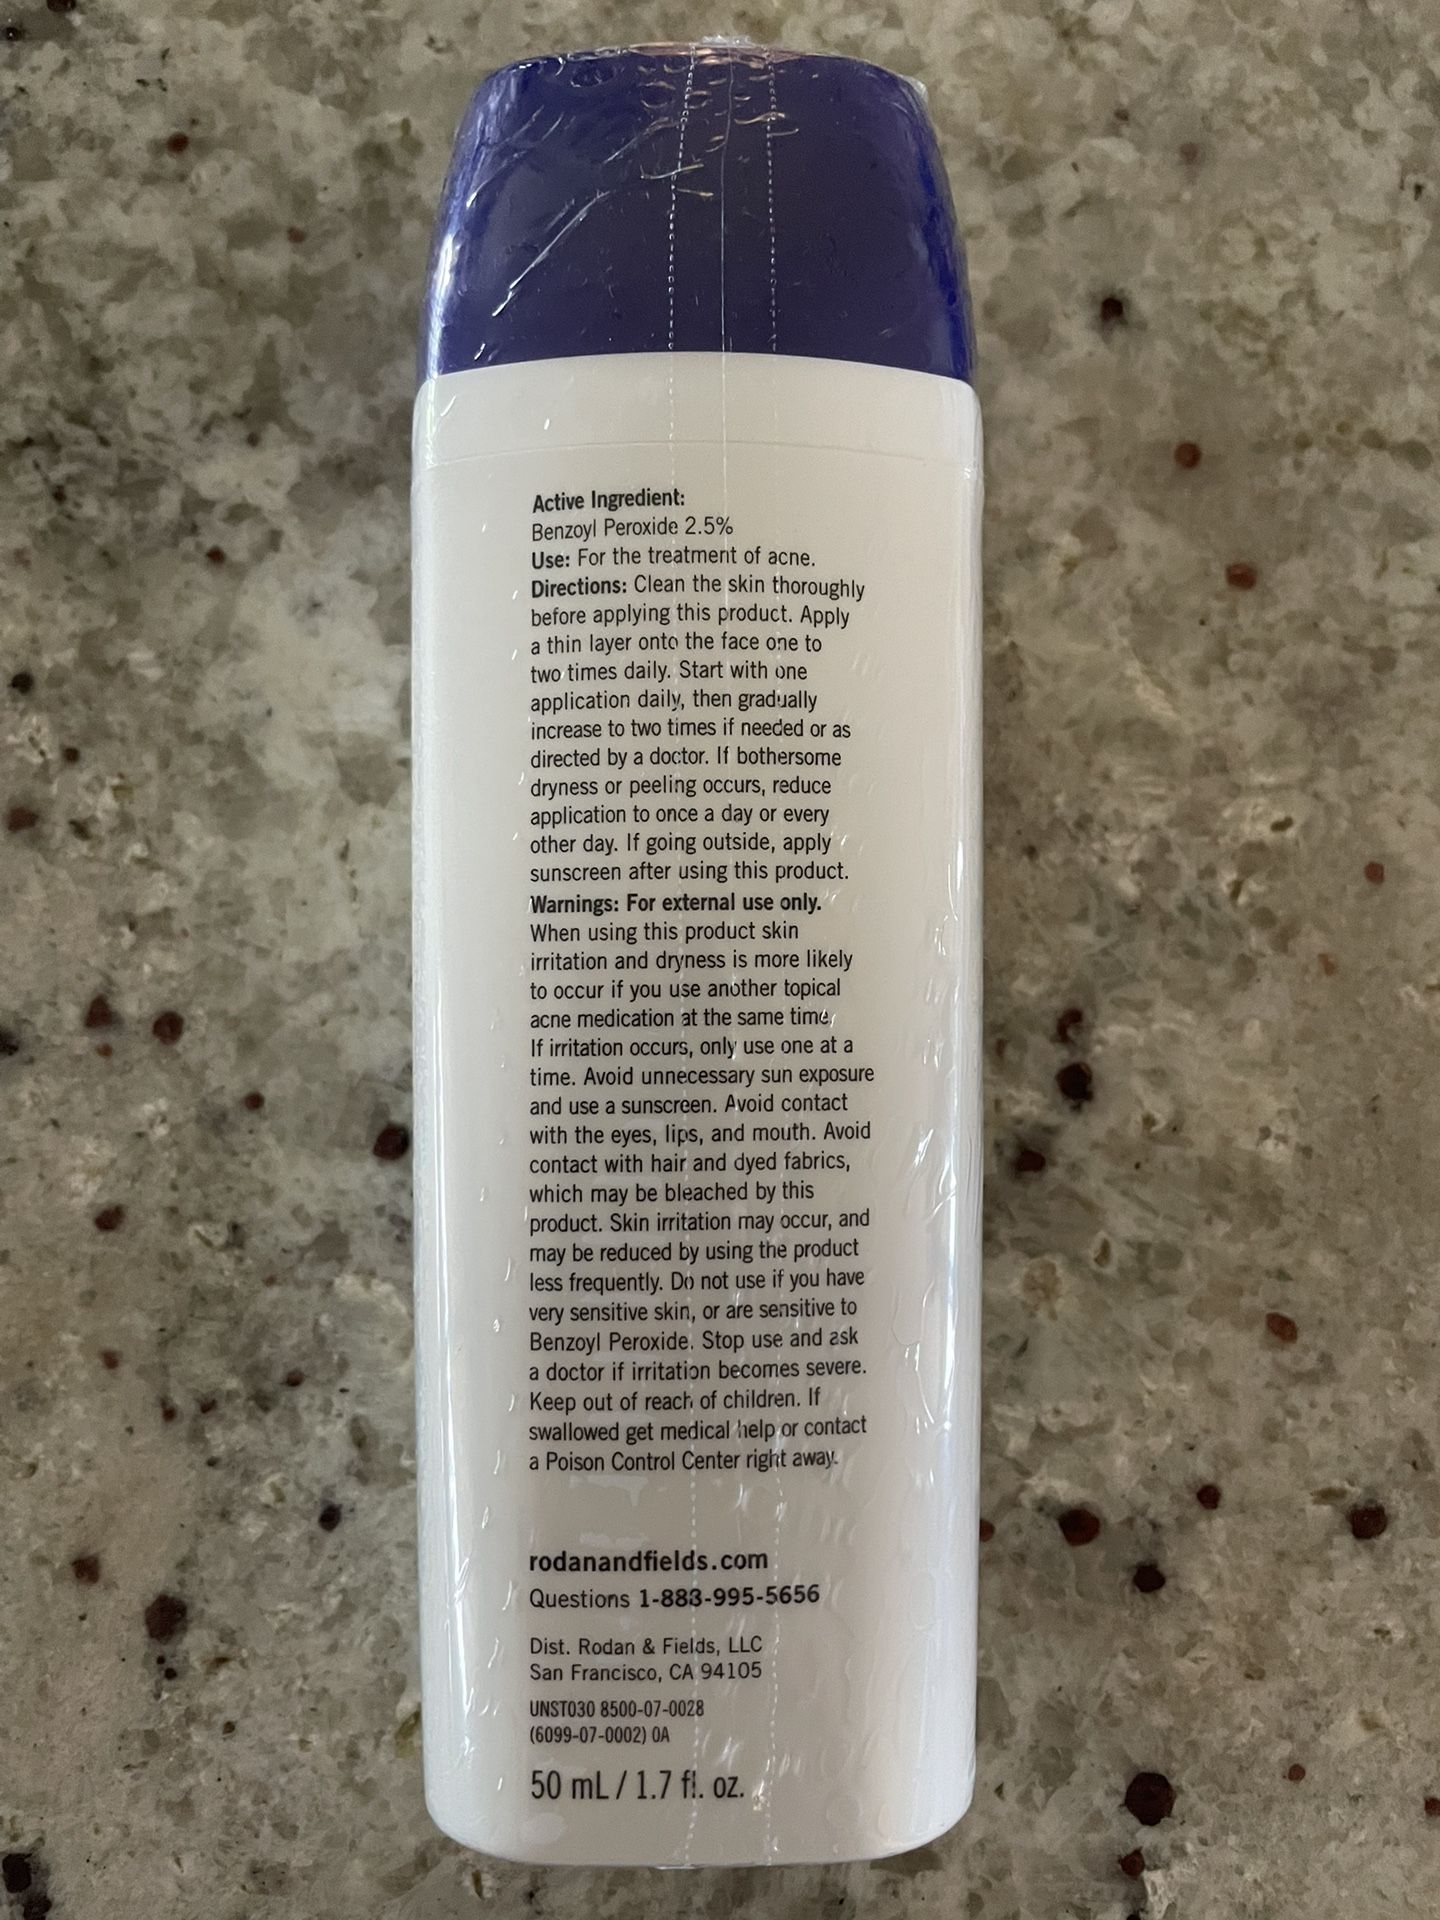 Active Ingredient:
Benzoyl Peroxide 2.5%
Use: For the treatment of acne.
Directions: Clean the skin thoroughly
before applying this product. Apply
a thin layer onto the face one to
two times daily. Start with one
application daily, then gradually
increase to two times if needed or as
directed by a doctor. If bothersome
dryness or peeling occurs, reduce
application to once a day or every
other day. If going outside, apply
sunscreen after using this product.
Warnings: For external use only.
When using this product skin
irritation and dryness is more likely
to occur if you use another topical
acne medication at the same time.
If irritation occurs, only use one at a
time. Avoid unnecessary sun exposure
and use a sunscreen. Avoid contact
with the eyes, lips, and mouth. Avoid
contact with hair and dyed fabrics,
which may be bleached by this
product. Skin irritation may occur, and
may be reduced by using the product
less frequently. Do not use if you have
very sensitive skin, or are sensitive to
Benzoyl Peroxide. Stop use and ask
a doctor if irritation becomes severe.
Keep out of reach of children. If
swallowed get medical help or contact
a Poison Control Center right away.
rodanandfields.com
Questions 1-888-995-5656
Dist. Rodan & Fields, LLC
San Francisco, CA 94105
UNST030 8500-07-0028
(6099-07-0002) 0A
50 mL / 1.7 fl. oz.